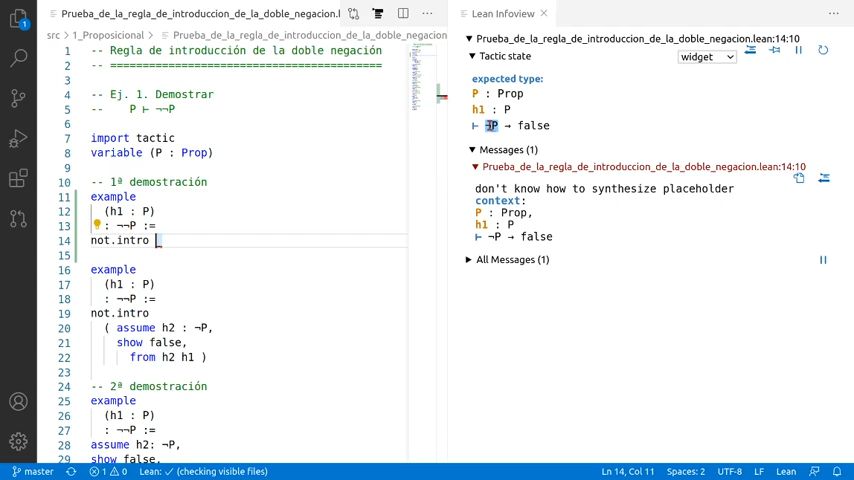 Prueba_de_la_regla_de_introduccion_de_la_doble_negacion.l
src > 1_Proposicional > Prueba_de_la_regla_de_introduccion_de_la_doble_negacion
1 -- Regla de introducción de la doble negación
2 -- ==========================================
3
4 -- Ej. 1. Demostrar
5 --    P ⊢ ¬¬P
6
7 import tactic
8 variable (P : Prop)
9
10 -- 1ª demostración
11 example
12   (h1 : P)
13   : ¬¬P :=
14 not.intro _
15
16 example
17   (h1 : P)
18   : ¬¬P :=
19 not.intro
20   ( assume h2 : ¬P,
21     show false,
22       from h2 h1 )
23
24 -- 2ª demostración
25 example
26   (h1 : P)
27   : ¬¬P :=
28 assume h2: ¬P,
29 show false,
Lean Infoview
Prueba_de_la_regla_de_introduccion_de_la_doble_negacion.lean:14:10
Tactic state
widget
expected type:
P : Prop
h1 : P
⊢ ¬P → false
Messages (1)
Prueba_de_la_regla_de_introduccion_de_la_doble_negacion.lean:14:10
don't know how to synthesize placeholder
context:
P : Prop,
h1 : P
⊢ ¬P → false
All Messages (1)
1
master
1 0
Lean: ✓ (checking visible files)
Ln 14, Col 11
Spaces: 2
UTF-8
LF
Lean